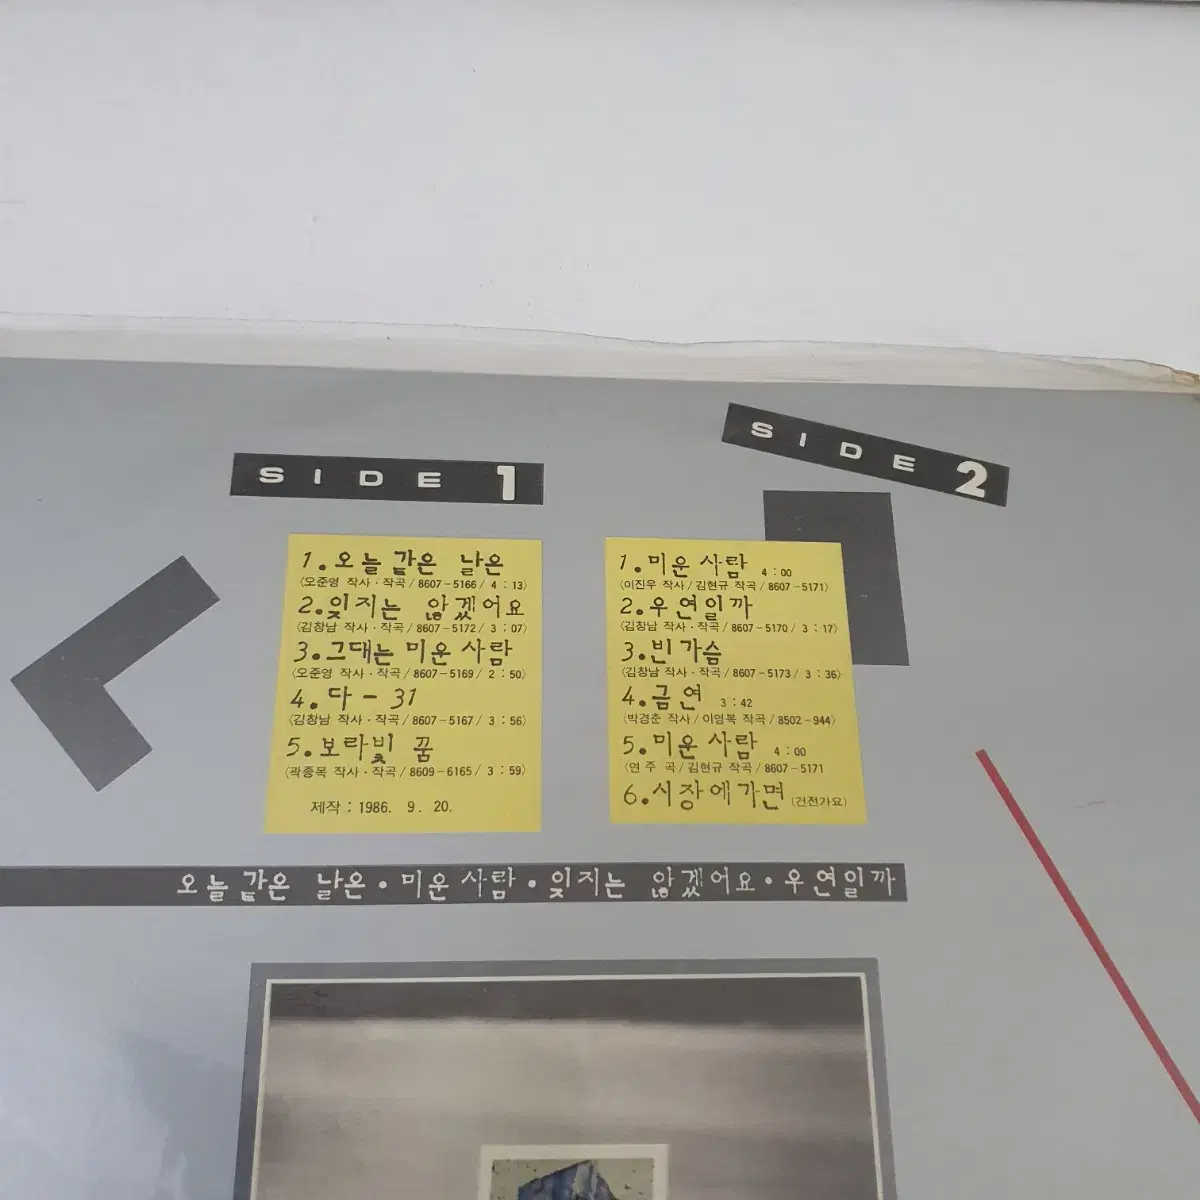 SIDE 1
1. 오늘 같은 날은
(오준영 작사·작곡/8607-5166/4:13)
2. 잊지는 않겠어요
(김창남 작사·작곡/8607-5172/3:07)
3. 그대는 미운 사람
(오준영 작사·작곡/8607-5169/2:50)
4. 다-31
(김창남 작사·작곡/8607-5167/3:56)
5. 보라빛 꿈
(곽종목 작사·작곡/8609-6165/3:59)
제작: 1986. 9. 20.
SIDE 2
1. 미운 사람 4:00
(이진우 작사/김현규 작곡/8607-5171)
2. 우연일까
(김창남 작사·작곡/8607-5170/3:17)
3. 빈 가슴
(김창남 작사·작곡/8607-5173/3:36)
4. 금연 3:42
(박경춘 작사/이영복 작곡/8502-944)
5. 미운 사람 4:00
(연주곡/김현규 작곡/8607-5171
6. 시장에 가면 (건전가요)
오늘 같은 날은·미운 사람·잊지는 않겠어요·우연일까